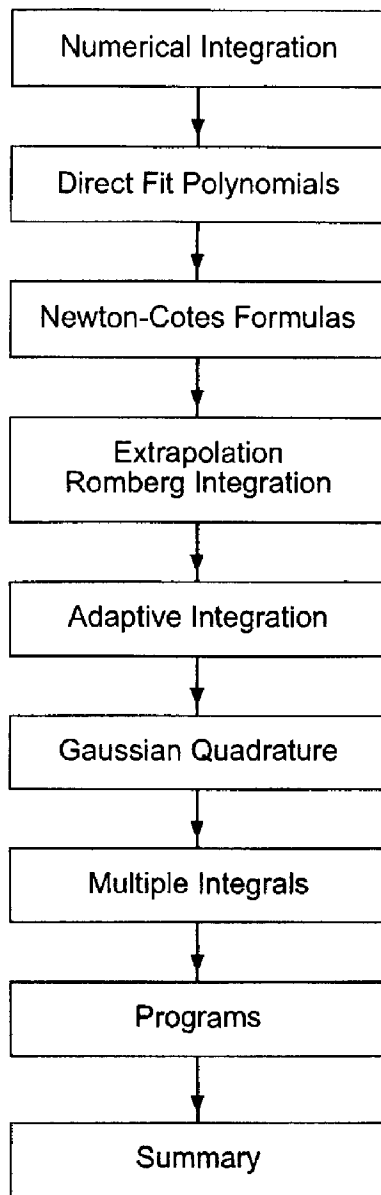 Numerical Integration
Direct Fit Polynomials
Newton-Cotes Formulas
Extrapolation
Romberg Integration
Adaptive Integration
Gaussian Quadrature
Multiple Integrals
Programs
Summary